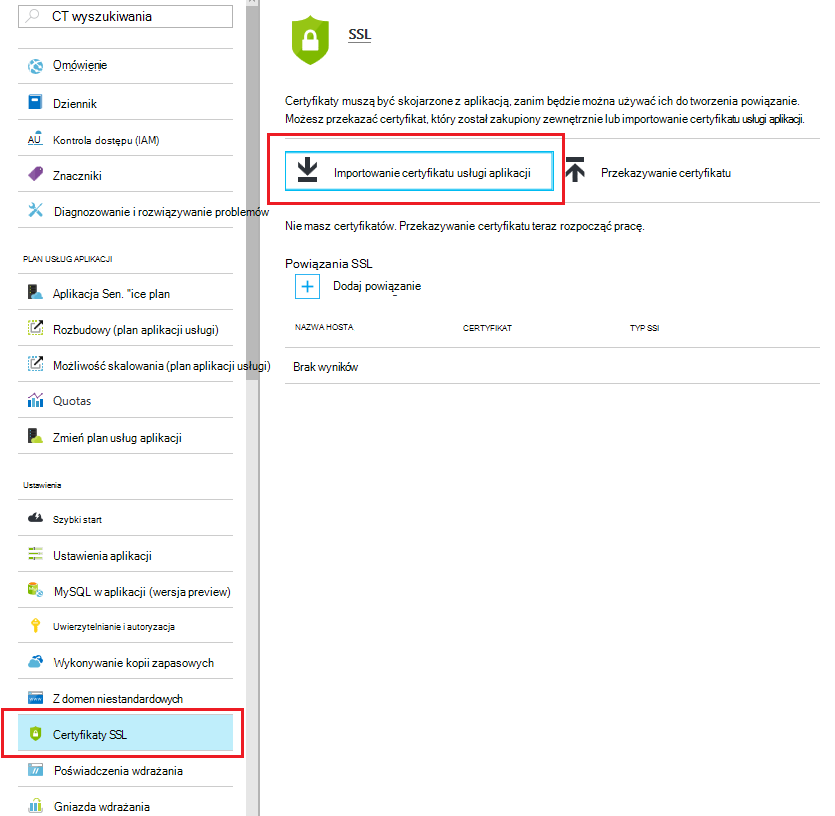 CT wyszukiwania
Omówienie
Dziennik
AU
Kontrola dostępu (IAM)
Znaczniki
Diagnozowanie i rozwiązywanie problemów
PLAN USŁUG APLIKACJI
Aplikacja Sen. "ice plan
Rozbudowy (plan aplikacji usługi)
Możliwość skalowania (plan aplikacji usługi)
Quotas
Zmień plan usług aplikacji
Ustawienia
Szybki start
Ustawienia aplikacji
MySQL w aplikacji (wersja preview)
Uwierzytelnianie i autoryzacja
Wykonywanie kopii zapasowych
www
Z domen niestandardowych
Certyfikaty SSL
Poświadczenia wdrażania
Gniazda wdrażania
SSL
Certyfikaty muszą być skojarzone z aplikacją, zanim będzie można używać ich do tworzenia powiązanie.
Możesz przekazać certyfikat, który został zakupiony zewnętrznie lub importowanie certyfikatu usługi aplikacji.
Importowanie certyfikatu usługi aplikacji
Przekazywanie certyfikatu
Nie masz certyfikatów. Przekazywanie certyfikatu teraz rozpocząć pracę.
Powiązania SSL
Dodaj powiązanie
NAZWA HOSTA CERTYFIKAT TYP SSI
Brak wyników